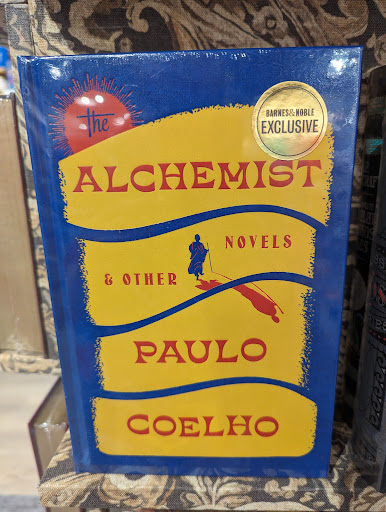 the
BARNES&NOBLE
EXCLUSIVE
ALCHEMIST
NOVELS
& OTHER
PAULO
COELHO